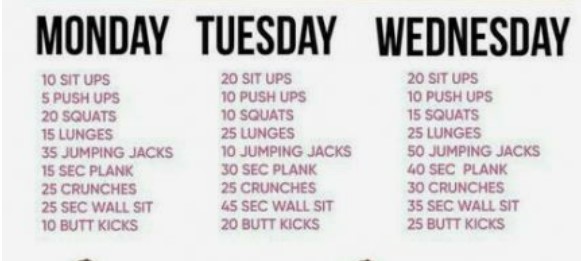 MONDAY
10 SIT UPS
5 PUSH UPS
20 SQUATS
15 LUNGES
35 JUMPING JACKS
15 SEC PLANK
25 CRUNCHES
25 SEC WALL SIT
10 BUTT KICKS
TUESDAY
20 SIT UPS
10 PUSH UPS
10 SQUATS
25 LUNGES
10 JUMPING JACKS
30 SEC PLANK
25 CRUNCHES
45 SEC WALL SIT
20 BUTT KICKS
WEDNESDAY
20 SIT UPS
10 PUSH UPS
15 SQUATS
25 LUNGES
50 JUMPING JACKS
40 SEC PLANK
30 CRUNCHES
35 SEC WALL SIT
25 BUTT KICKS